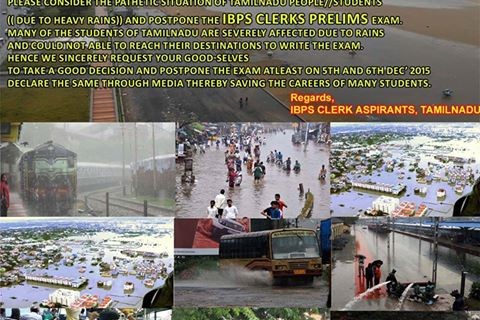 PLEASE CONSIDER THE PATHETIC SITUATION OF TAMILNADU PEOPLE//STUDENTS
(( DUE TO HEAVY RAINS)) AND POSTPONE THE IBPS CLERKS PRELIMS EXAM.
MANY OF THE STUDENTS OF TAMILNADU ARE SEVERELY AFFECTED DUE TO RAINS
AND COULD NOT ABLE TO REACH THEIR DESTINATIONS TO WRITE THE EXAM.
HENCE WE SINCERELY REQUEST YOUR GOOD-SELVES
TO TAKE A GOOD DECISION AND POSTPONE THE EXAM ATLEAST ON 5TH AND 6TH DEC' 2015
DECLARE THE SAME THROUGH MEDIA THEREBY SAVING THE CAREERS OF MANY STUDENTS.
Regards,
IBPS CLERK ASPIRANTS, TAMILNADU